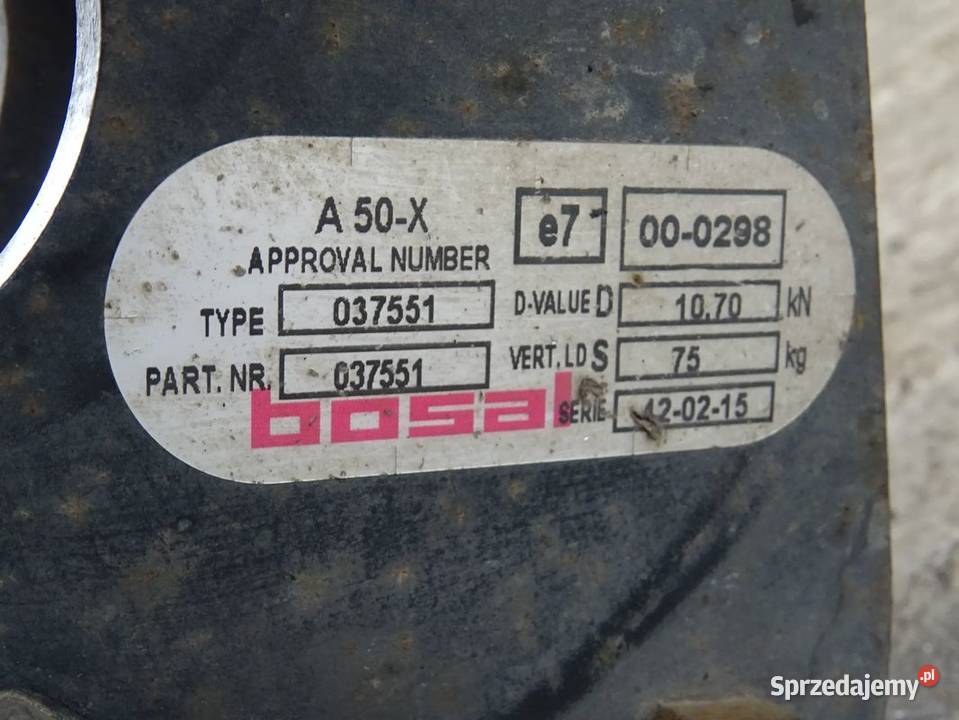 A 50-X
APPROVAL NUMBER e7 00-0298
TYPE 037551 D-VALUE D 10.70 kN
PART. NR. 037551 VERT. LD S 75 kg
bosal SERIE 42-02-15
Sprzedajemy.pl